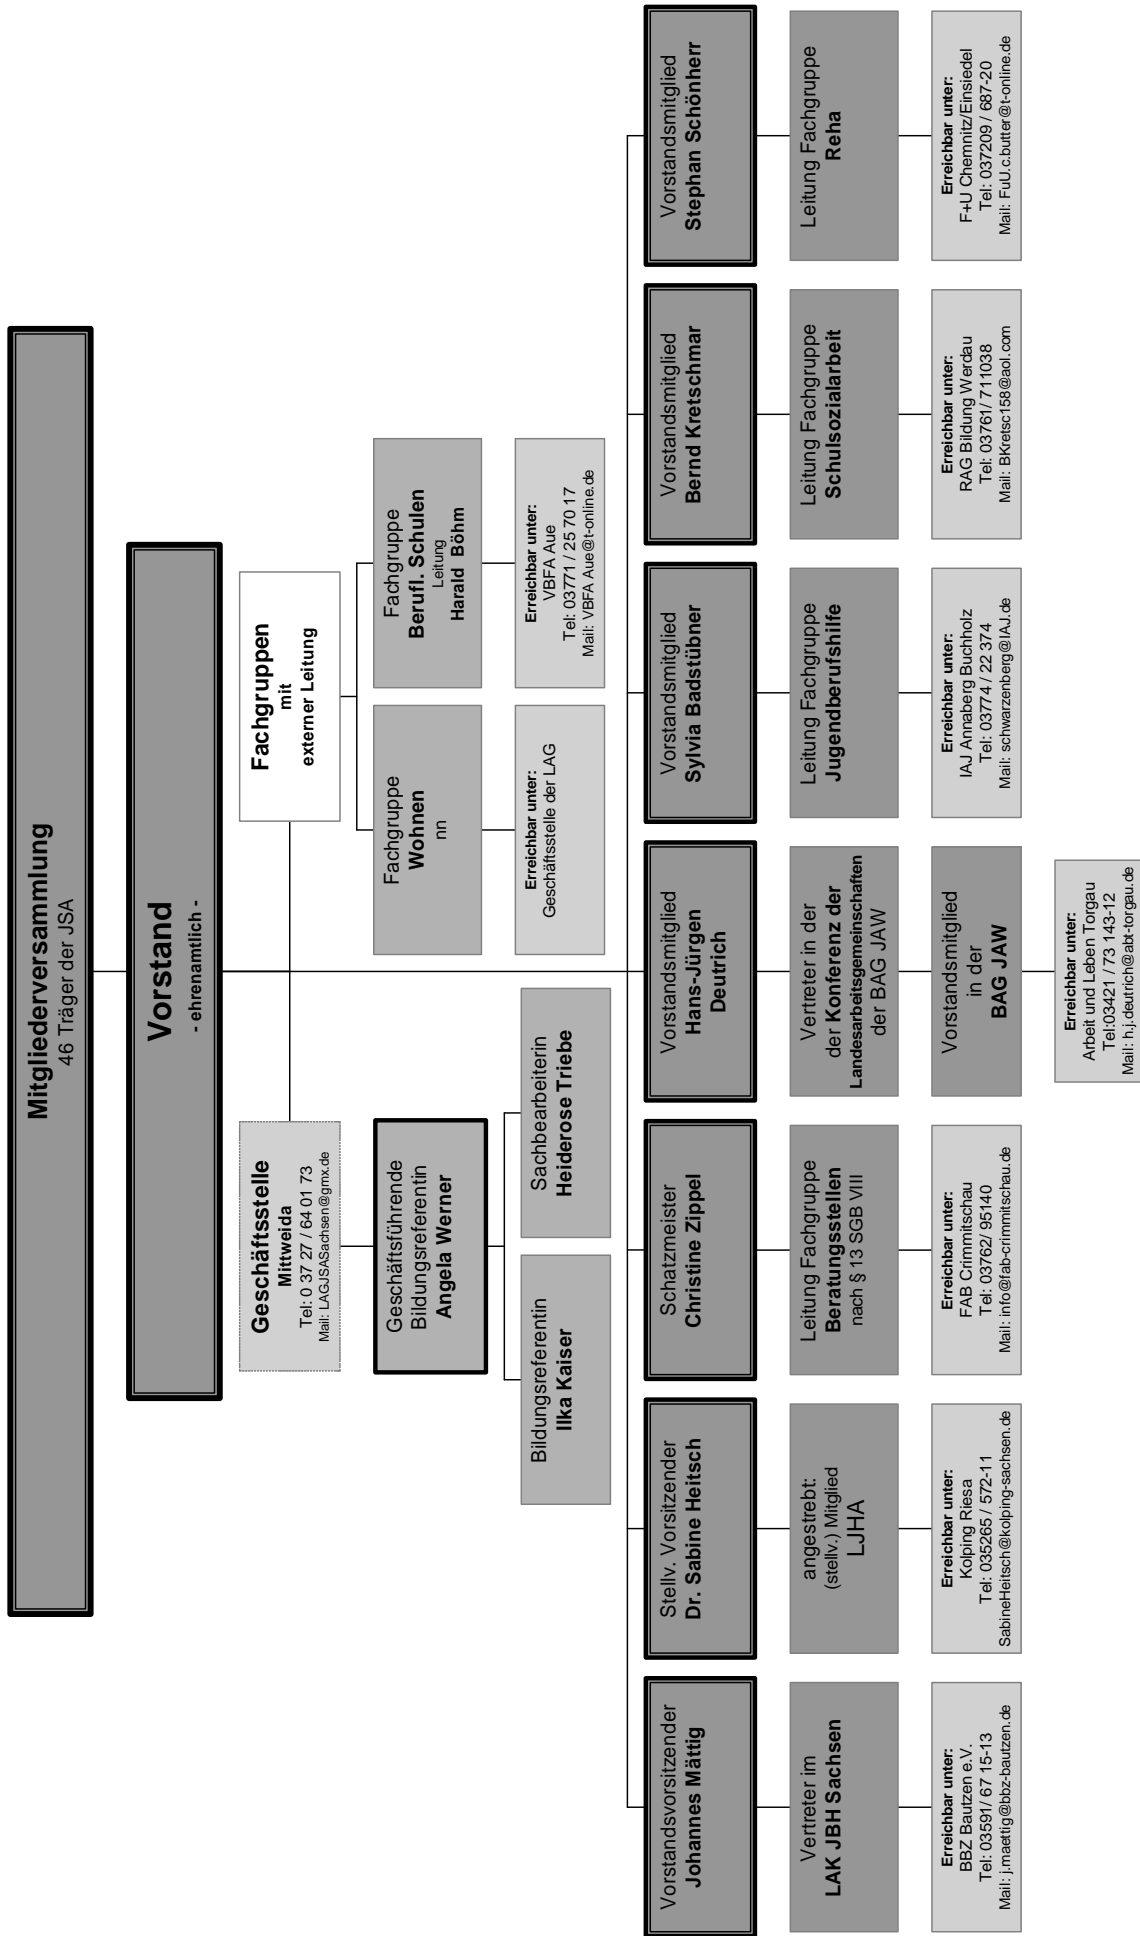 Mitgliederversammlung
46 Träger der JSA
Vorstand
- ehrenamtlich -
Geschäftsstelle
Mittweida
Tel: 0 37 27 / 64 01 73
Mail: LAGJSASachsen@gmx.de
Fachgruppen
mit
externer Leitung
Geschäftsführende
Bildungsreferentin
Angela Werner
Bildungsreferentin
Ilka Kaiser
Sachbearbeiterin
Heiderose Triebe
Fachgruppe
Wohnen
nn
Erreichbar unter:
Geschäftsstelle der LAG
Fachgruppe
Berufl. Schulen
Leitung
Harald Böhm
Erreichbar unter:
VBFA Aue
Tel: 03771 / 25 70 17
Mail: VBFA Aue@t-online.de
Vorstandsvorsitzender
Johannes Mättig
Vertreter im
LAK JBH Sachsen
Erreichbar unter:
BBZ Bautzen e.V.
Tel: 03591/ 67 15-13
Mail: j.maettig@bbz-bautzen.de
Stellv. Vorsitzender
Dr. Sabine Heitsch
angestrebt:
(stellv.) Mitglied
LJHA
Erreichbar unter:
Kolping Riesa
Tel: 035265 / 572-11
SabineHeitsch@kolping-sachsen.de
Schatzmeister
Christine Zippel
Leitung Fachgruppe
Beratungsstellen
nach § 13 SGB VIII
Erreichbar unter:
FAB Crimmitschau
Tel: 03762/ 95140
Mail: info@fab-crimmitschau.de
Vorstandsmitglied
Hans-Jürgen
Deutrich
Vertreter in der
der Konferenz der
Landesarbeitsgemeinschaften
der BAG JAW
Vorstandsmitglied
in der
BAG JAW
Erreichbar unter:
Arbeit und Leben Torgau
Tel:03421 / 73 143-12
Mail: h.j.deutrich@abt-torgau.de
Vorstandsmitglied
Sylvia Badstübner
Leitung Fachgruppe
Jugendberufshilfe
Erreichbar unter:
IAJ Annaberg Buchholz
Tel: 03774 / 22 374
Mail: schwarzenberg@IAJ.de
Vorstandsmitglied
Bernd Kretschmar
Leitung Fachgruppe
Schulsozialarbeit
Erreichbar unter:
RAG Bildung Werdau
Tel: 03761/ 711038
Mail: BKretsc158@aol.com
Vorstandsmitglied
Stephan Schönherr
Leitung Fachgruppe
Reha
Erreichbar unter:
F+U Chemnitz/Einsiedel
Tel: 037209 / 687-20
Mail: FuU.c.butter@t-online.de